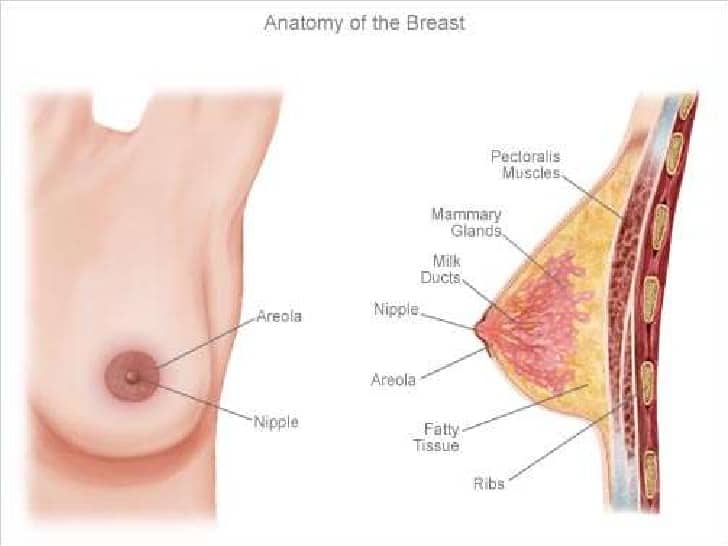 Anatomy of the Breast
Areola
Nipple
Pectoralis
Muscles
Mammary
Glands
Milk
Ducts
Nipple
Areola
Fatty
Tissue
Ribs